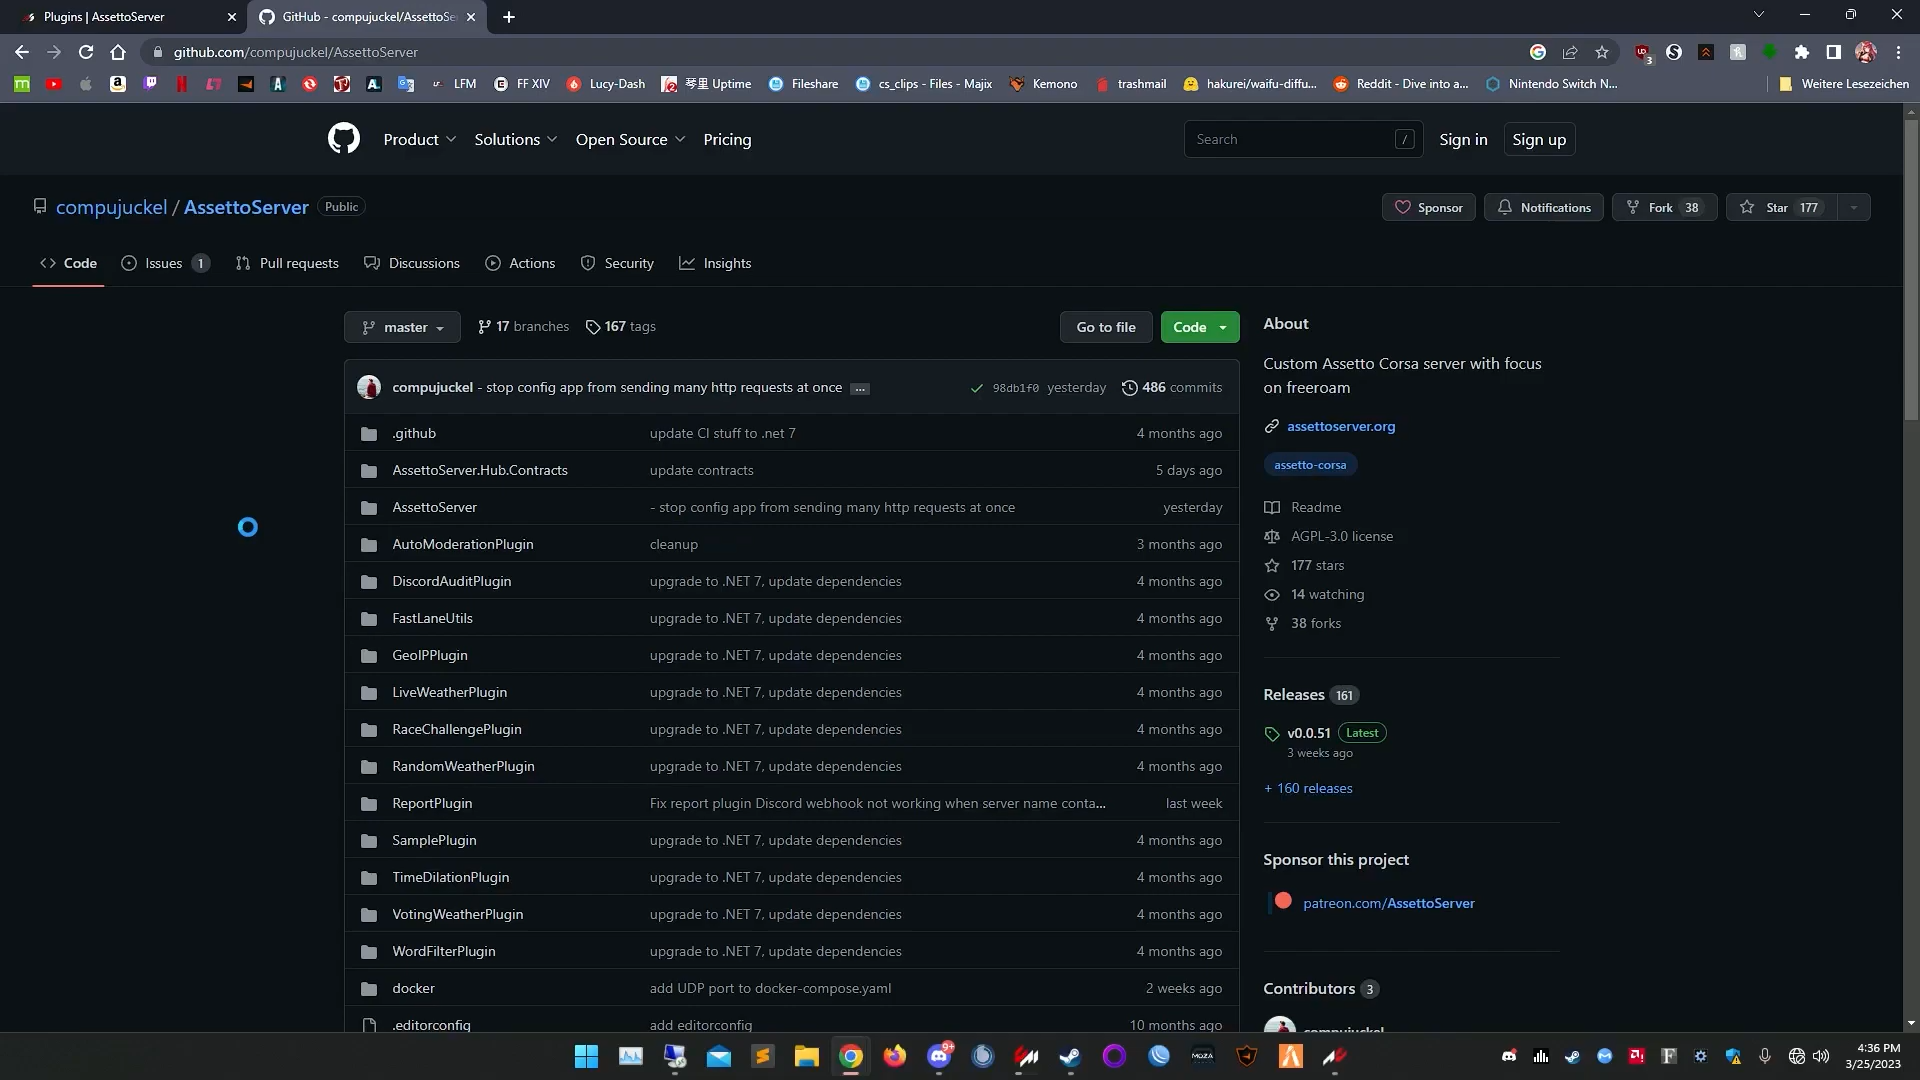 Plugins | AssettoServer
GitHub - compujuckel/AssettoSe
github.com/compujuckel/AssettoServer
3
LFM
FF XIV
Lucy-Dash
琴里 Uptime
Fileshare
cs_clips - Files - Majix
Kemono
trashmail
hakurei/waifu-diffu...
Reddit - Dive into a...
Nintendo Switch N...
Weitere Lesezeichen
Product
Solutions
Open Source
Pricing
Search
/
Sign in
Sign up
compujuckel / AssettoServer
Public
Sponsor
Notifications
Fork 38
Star 177
Code
Issues 1
Pull requests
Discussions
Actions
Security
Insights
master
17 branches
167 tags
Go to file
Code
compujuckel - stop config app from sending many http requests at once ...
98db1f0 yesterday
486 commits
.github update CI stuff to .net 7 4 months ago
AssettoServer.Hub.Contracts update contracts 5 days ago
AssettoServer - stop config app from sending many http requests at once yesterday
AutoModerationPlugin cleanup 3 months ago
DiscordAuditPlugin upgrade to .NET 7, update dependencies 4 months ago
FastLaneUtils upgrade to .NET 7, update dependencies 4 months ago
GeoIPPlugin upgrade to .NET 7, update dependencies 4 months ago
LiveWeatherPlugin upgrade to .NET 7, update dependencies 4 months ago
RaceChallengePlugin upgrade to .NET 7, update dependencies 4 months ago
RandomWeatherPlugin upgrade to .NET 7, update dependencies 4 months ago
ReportPlugin Fix report plugin Discord webhook not working when server name conta... last week
SamplePlugin upgrade to .NET 7, update dependencies 4 months ago
TimeDilationPlugin upgrade to .NET 7, update dependencies 4 months ago
VotingWeatherPlugin upgrade to .NET 7, update dependencies 4 months ago
WordFilterPlugin upgrade to .NET 7, update dependencies 4 months ago
docker add UDP port to docker-compose.yaml 2 weeks ago
.editorconfig add editorconfig 10 months ago
About
Custom Assetto Corsa server with focus
on freeroam
assettoserver.org
assetto-corsa
Readme
AGPL-3.0 license
177 stars
14 watching
38 forks
Releases 161
v0.0.51 Latest
3 weeks ago
+ 160 releases
Sponsor this project
patreon.com/AssettoServer
Contributors 3
compujuckel
9+
MOZA
4:36 PM
3/25/2023